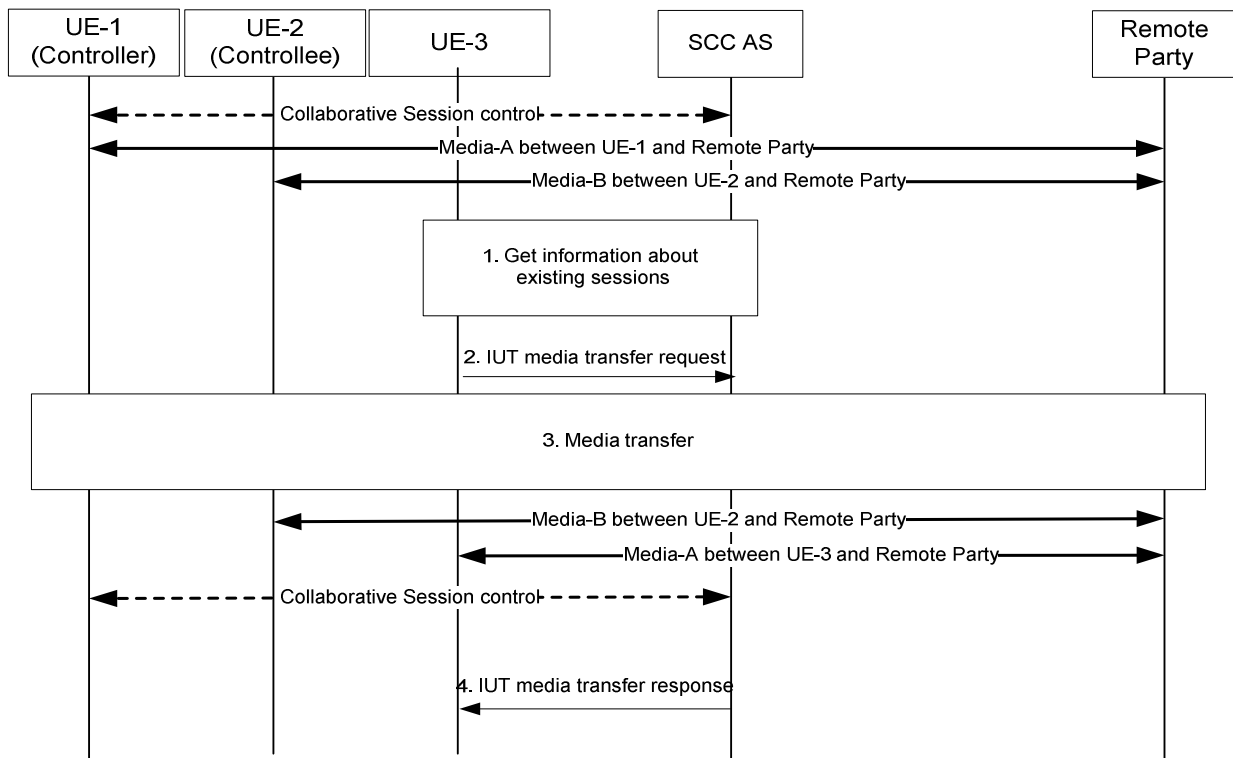 UE-1
(Controller)
UE-2
(Controllee)
UE-3
SCC AS
Remote
Party
Collaborative Session control
Media-A between UE-1 and Remote Party
Media-B between UE-2 and Remote Party
1. Get information about
existing sessions
2. IUT media transfer request
3. Media transfer
Media-B between UE-2 and Remote Party
Media-A between UE-3 and Remote Party
Collaborative Session control
4. IUT media transfer response